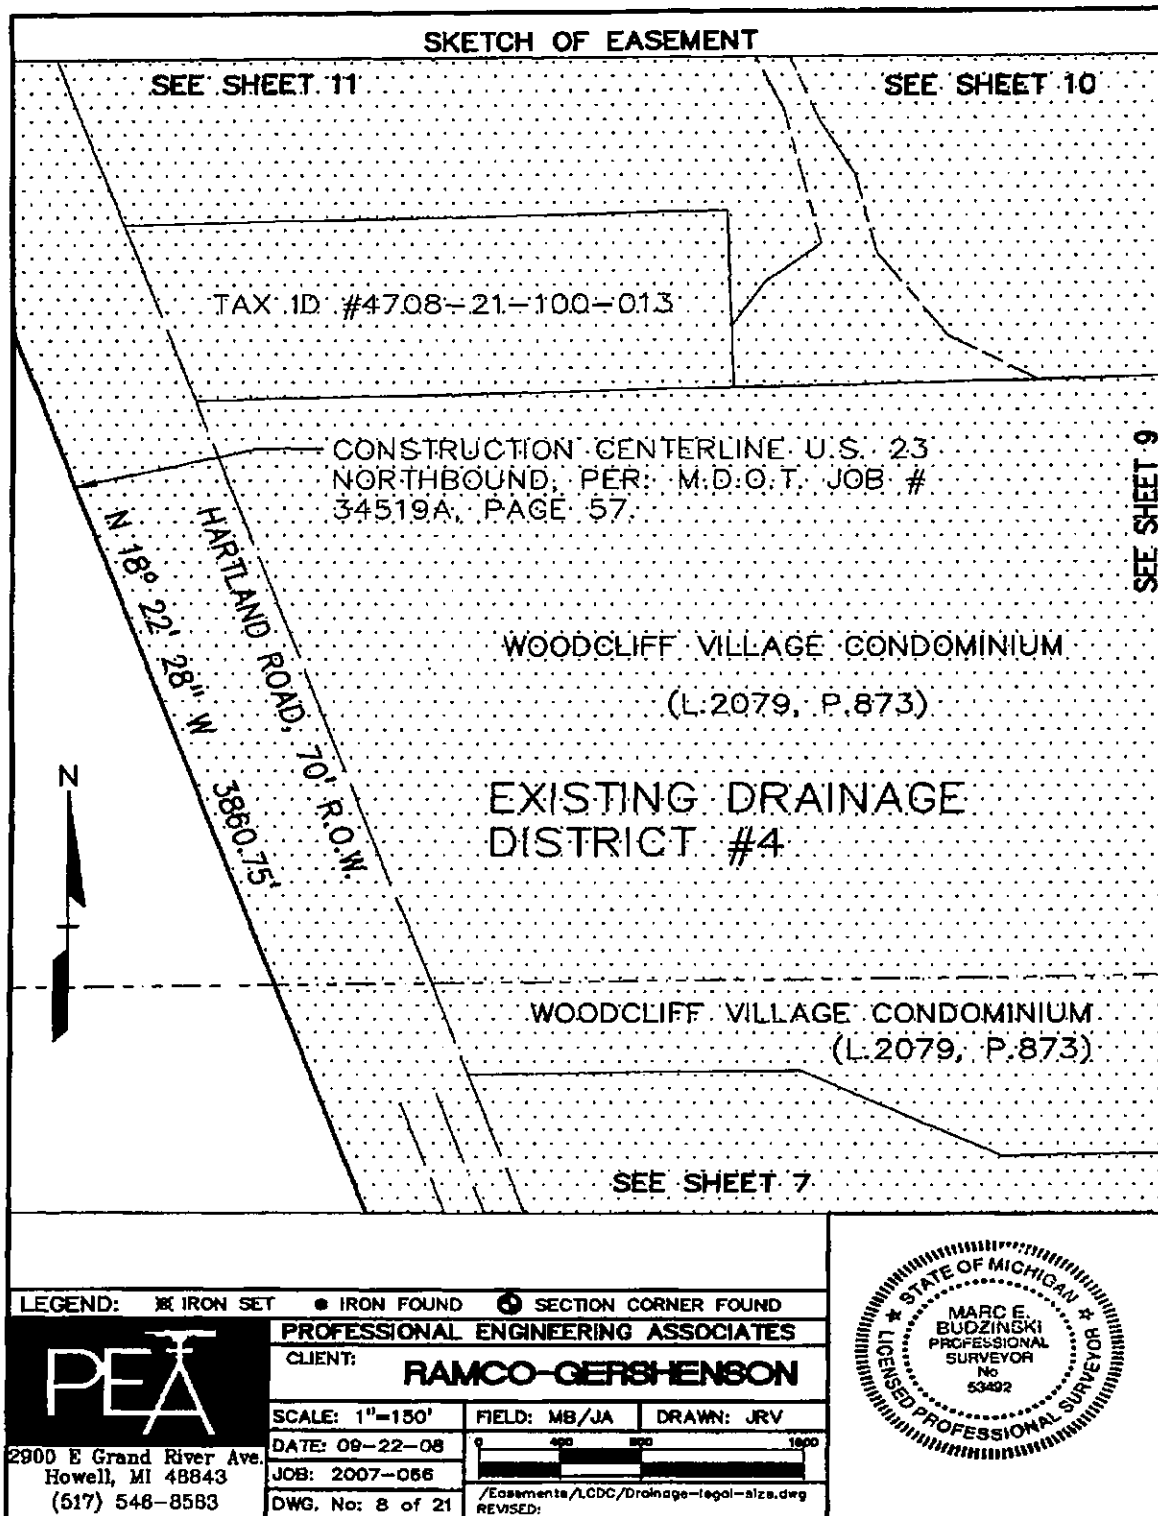 SKETCH OF EASEMENT
SEE SHEET 11
SEE SHEET 10
TAX ID #4708-21-100-013
CONSTRUCTION CENTERLINE U.S. 23
NORTHBOUND, PER: M.D.O.T. JOB #
34519A, PAGE 57.
SEE SHEET 9
HARTLAND ROAD, 70' R.O.W.
N 18° 22' 28" W 3860.75'
WOODCLIFF VILLAGE CONDOMINIUM
(L.2079, P.873)
EXISTING DRAINAGE
DISTRICT #4
N
WOODCLIFF VILLAGE CONDOMINIUM
(L.2079, P.873)
SEE SHEET 7
LEGEND: IRON SET IRON FOUND SECTION CORNER FOUND
PEA
2900 E Grand River Ave.
Howell, MI 48843
(517) 546-8583
PROFESSIONAL ENGINEERING ASSOCIATES
CLIENT: RAMCO-GERSHENSON
SCALE: 1"=150' FIELD: MB/JA DRAWN: JRV
DATE: 09-22-08
JOB: 2007-056
DWG. No: 8 of 21
0 400 800 1600
/Easements/LCDC/Drainage-legal-size.dwg
REVISED:
STATE OF MICHIGAN
MARC E.
BUDZINSKI
PROFESSIONAL
SURVEYOR
No
53492
LICENSED PROFESSIONAL SURVEYOR